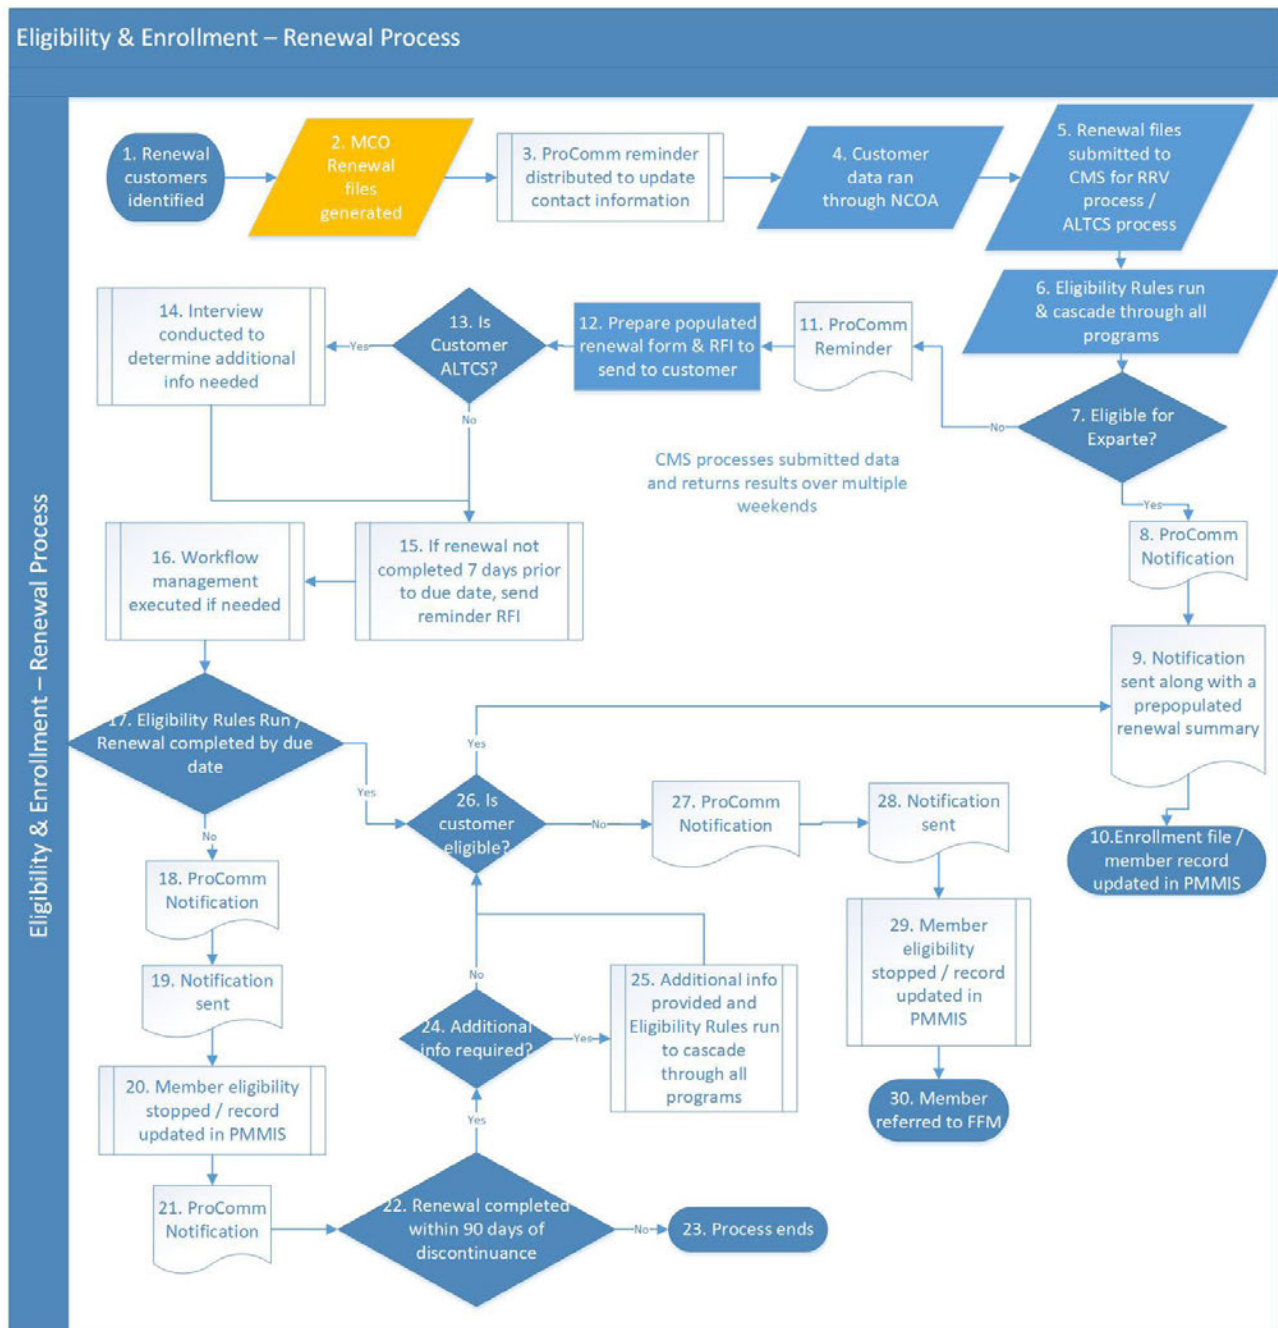 Eligibility & Enrollment – Renewal Process
Eligibility & Enrollment – Renewal Process
1. Renewal
customers
identified
2. MCO
Renewal
files
generated
3. ProComm reminder
distributed to update
contact information
4. Customer
data ran
through NCOA
5. Renewal files
submitted to
CMS for RRV
process /
ALTCS process
6. Eligibility Rules run
& cascade through all
programs
7. Eligible for
Exparte?
No
Yes
8. ProComm
Notification
9. Notification
sent along with a
prepopulated
renewal summary
10.Enrollment file /
member record
updated in PMMIS
11. ProComm
Reminder
12. Prepare populated
renewal form & RFI to
send to customer
13. Is
Customer
ALTCS?
Yes
No
14. Interview
conducted to
determine additional
info needed
CMS processes submitted data
and returns results over multiple
weekends
15. If renewal not
completed 7 days prior
to due date, send
reminder RFI
16. Workflow
management
executed if needed
17. Eligibility Rules Run /
Renewal completed by due
date
Yes
No
18. ProComm
Notification
19. Notification
sent
20. Member eligibility
stopped / record
updated in PMMIS
21. ProComm
Notification
22. Renewal completed
within 90 days of
discontinuance
No
Yes
23. Process ends
24. Additional
info required?
Yes
No
25. Additional info
provided and
Eligibility Rules run
to cascade
through all
programs
26. Is
customer
eligible?
Yes
No
27. ProComm
Notification
28. Notification
sent
29. Member
eligibility
stopped / record
updated in
PMMIS
30. Member
referred to FFM